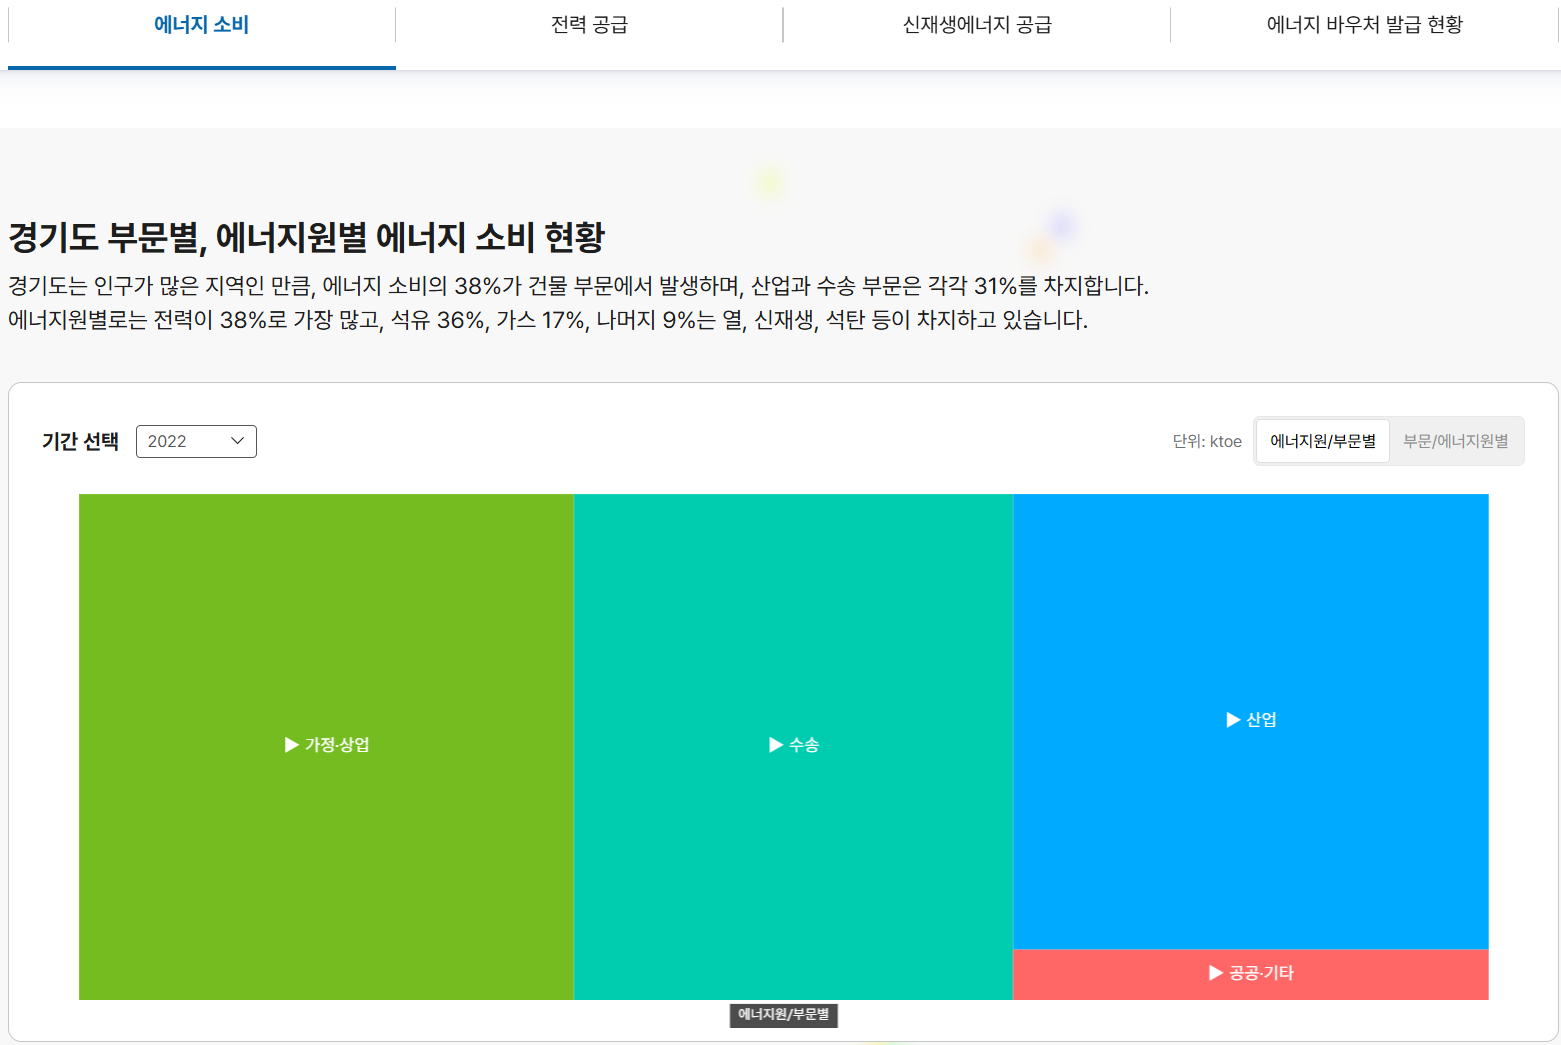 에너지 소비
전력 공급
신재생에너지 공급
에너지 바우처 발급 현황
경기도 부문별, 에너지원별 에너지 소비 현황
경기도는 인구가 많은 지역인 만큼, 에너지 소비의 38%가 건물 부문에서 발생하며, 산업과 수송 부문은 각각 31%를 차지합니다.
에너지원별로는 전력이 38%로 가장 많고, 석유 36%, 가스 17%, 나머지 9%는 열, 신재생, 석탄 등이 차지하고 있습니다.
기간 선택
2022
단위: ktoe
에너지원/부문별
부문/에너지원별
▶ 가정·상업
▶ 수송
▶ 산업
▶ 공공·기타
에너지원/부문별